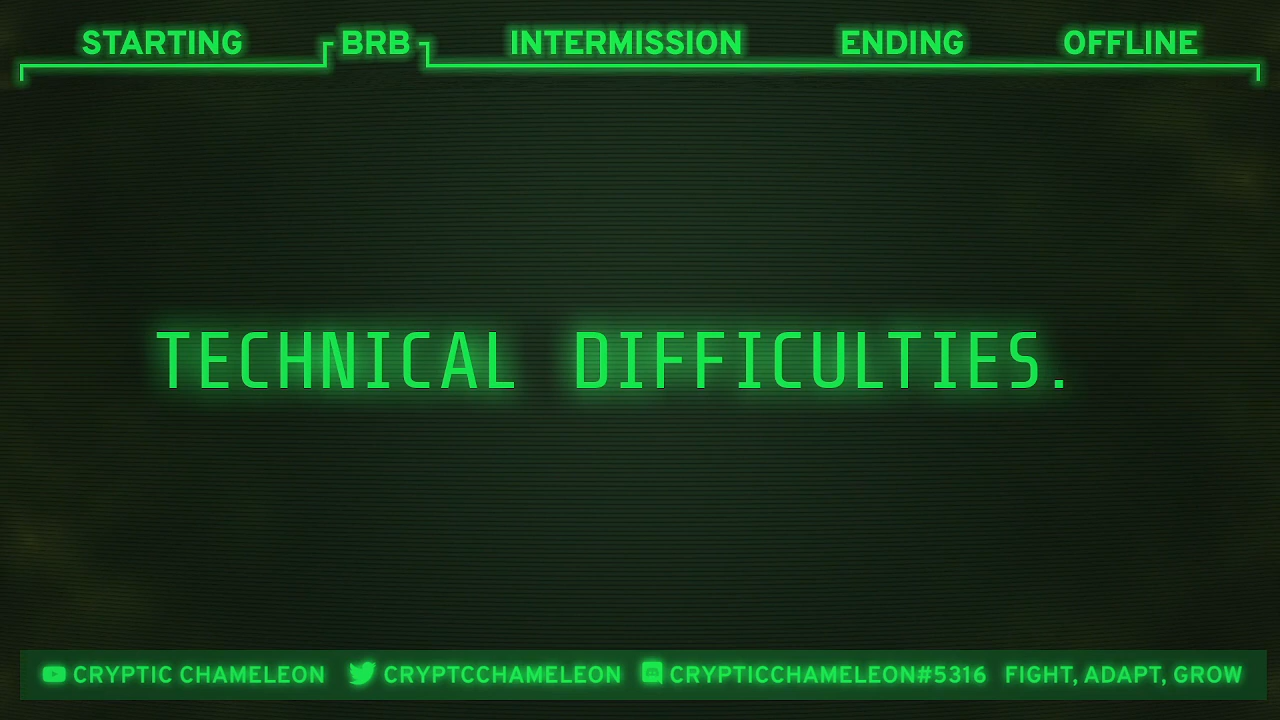 STARTING BRB INTERMISSION ENDING OFFLINE
TECHNICAL DIFFICULTIES.
CRYPTIC CHAMELEON CRYPTCCHAMELEON CRYPTICCHAMELEON#5316 FIGHT, ADAPT, GROW